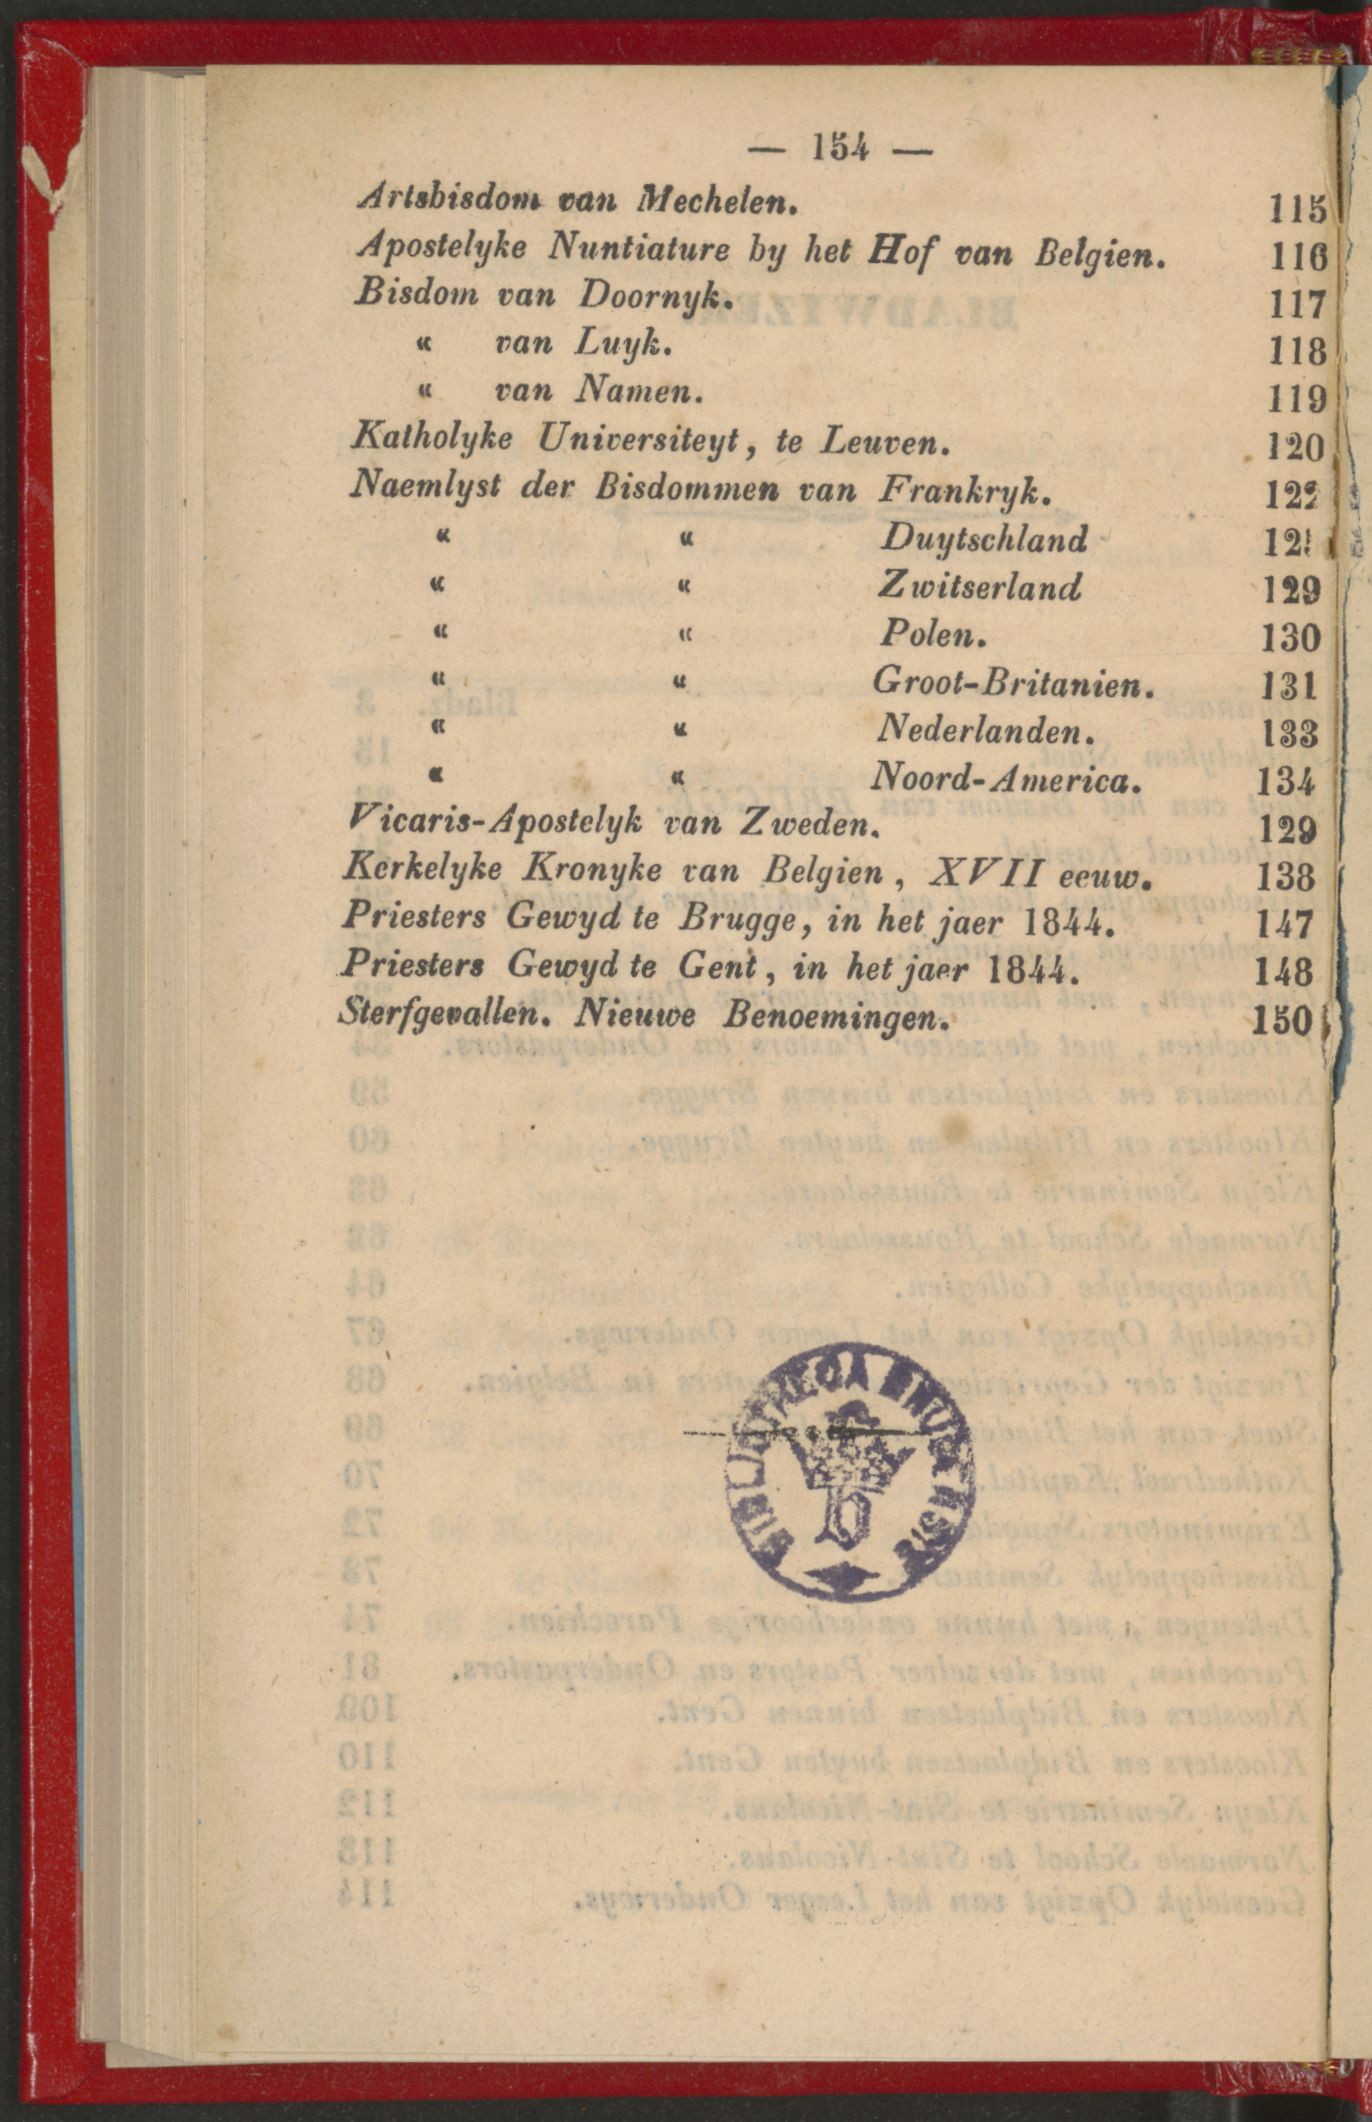 — 154 —
Artsbisdom van Mechelen. 115
Apostelyke Nuntiature by het Hof van Belgien. 116
Bisdom van Doornyk. 117
« van Luyk. 118
« van Namen. 119
Katholyke Universiteyt, te Leuven. 120
Naemlyst der Bisdommen van Frankryk. 122
« « Duytschland
« « Zwitserland 129
« « Polen. 130
« « Groot-Britanien. 131
« « Nederlanden. 133
« « Noord-America. 134
Vicaris-Apostelyk van Zweden. 129
Kerkelyke Kronyke van Belgien, XVII eeuw. 138
Priesters Gewyd te Brugge, in het jaer 1844. 147
Priesters Gewyd te Gent, in het jaer 1844. 148
Sterfgevallen. Nieuwe Benoemingen. 150
b